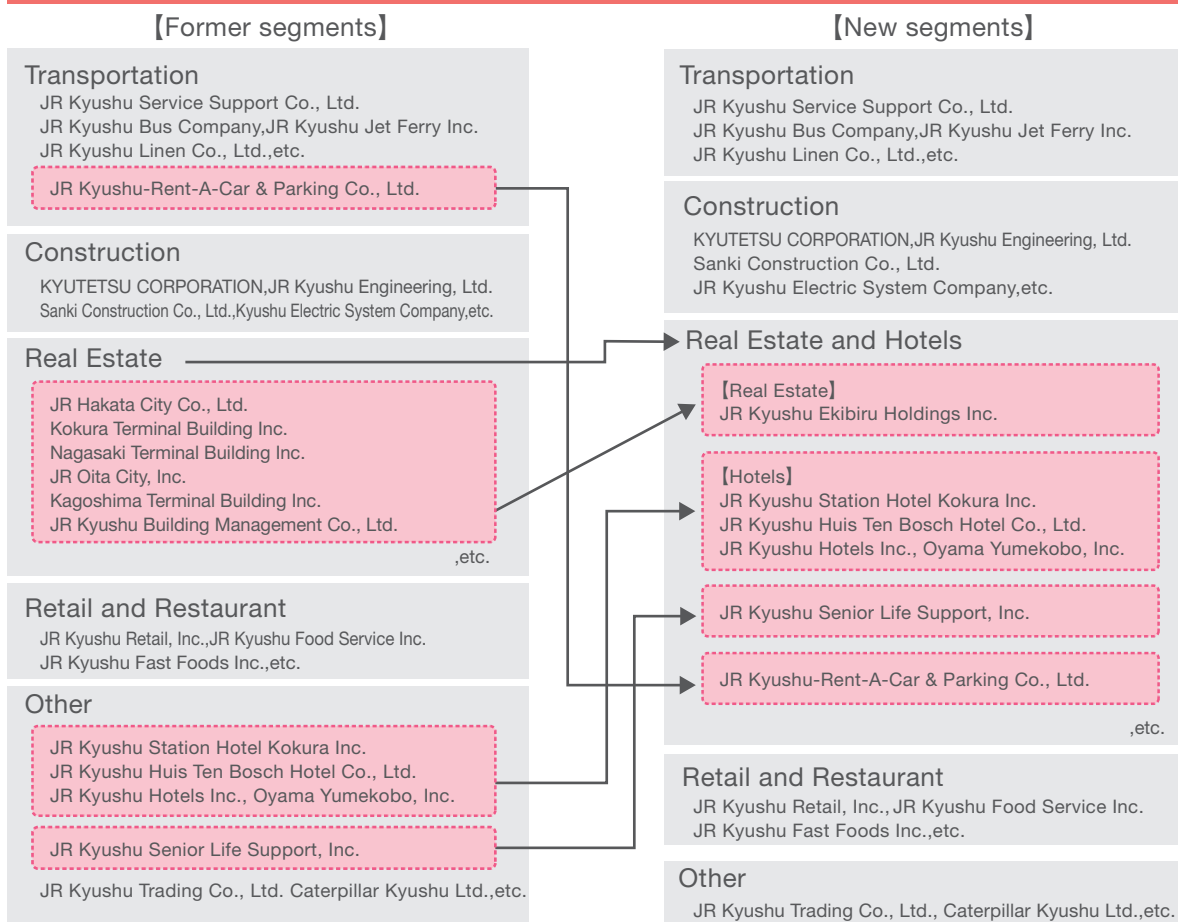 【Former segments】
Transportation
JR Kyushu Service Support Co., Ltd.
JR Kyushu Bus Company,JR Kyushu Jet Ferry Inc.
JR Kyushu Linen Co., Ltd.,etc.
JR Kyushu-Rent-A-Car & Parking Co., Ltd.
Construction
KYUTETSU CORPORATION,JR Kyushu Engineering, Ltd.
Sanki Construction Co., Ltd.,Kyushu Electric System Company,etc.
Real Estate
JR Hakata City Co., Ltd.
Kokura Terminal Building Inc.
Nagasaki Terminal Building Inc.
JR Oita City, Inc.
Kagoshima Terminal Building Inc.
JR Kyushu Building Management Co., Ltd.
,etc.
Retail and Restaurant
JR Kyushu Retail, Inc.,JR Kyushu Food Service Inc.
JR Kyushu Fast Foods Inc.,etc.
Other
JR Kyushu Station Hotel Kokura Inc.
JR Kyushu Huis Ten Bosch Hotel Co., Ltd.
JR Kyushu Hotels Inc., Oyama Yumekobo, Inc.
JR Kyushu Senior Life Support, Inc.
JR Kyushu Trading Co., Ltd. Caterpillar Kyushu Ltd.,etc.
【New segments】
Transportation
JR Kyushu Service Support Co., Ltd.
JR Kyushu Bus Company,JR Kyushu Jet Ferry Inc.
JR Kyushu Linen Co., Ltd.,etc.
Construction
KYUTETSU CORPORATION,JR Kyushu Engineering, Ltd.
Sanki Construction Co., Ltd.
JR Kyushu Electric System Company,etc.
Real Estate and Hotels
【Real Estate】
JR Kyushu Ekibiru Holdings Inc.
【Hotels】
JR Kyushu Station Hotel Kokura Inc.
JR Kyushu Huis Ten Bosch Hotel Co., Ltd.
JR Kyushu Hotels Inc., Oyama Yumekobo, Inc.
JR Kyushu Senior Life Support, Inc.
JR Kyushu-Rent-A-Car & Parking Co., Ltd.
,etc.
Retail and Restaurant
JR Kyushu Retail, Inc., JR Kyushu Food Service Inc.
JR Kyushu Fast Foods Inc.,etc.
Other
JR Kyushu Trading Co., Ltd., Caterpillar Kyushu Ltd.,etc.